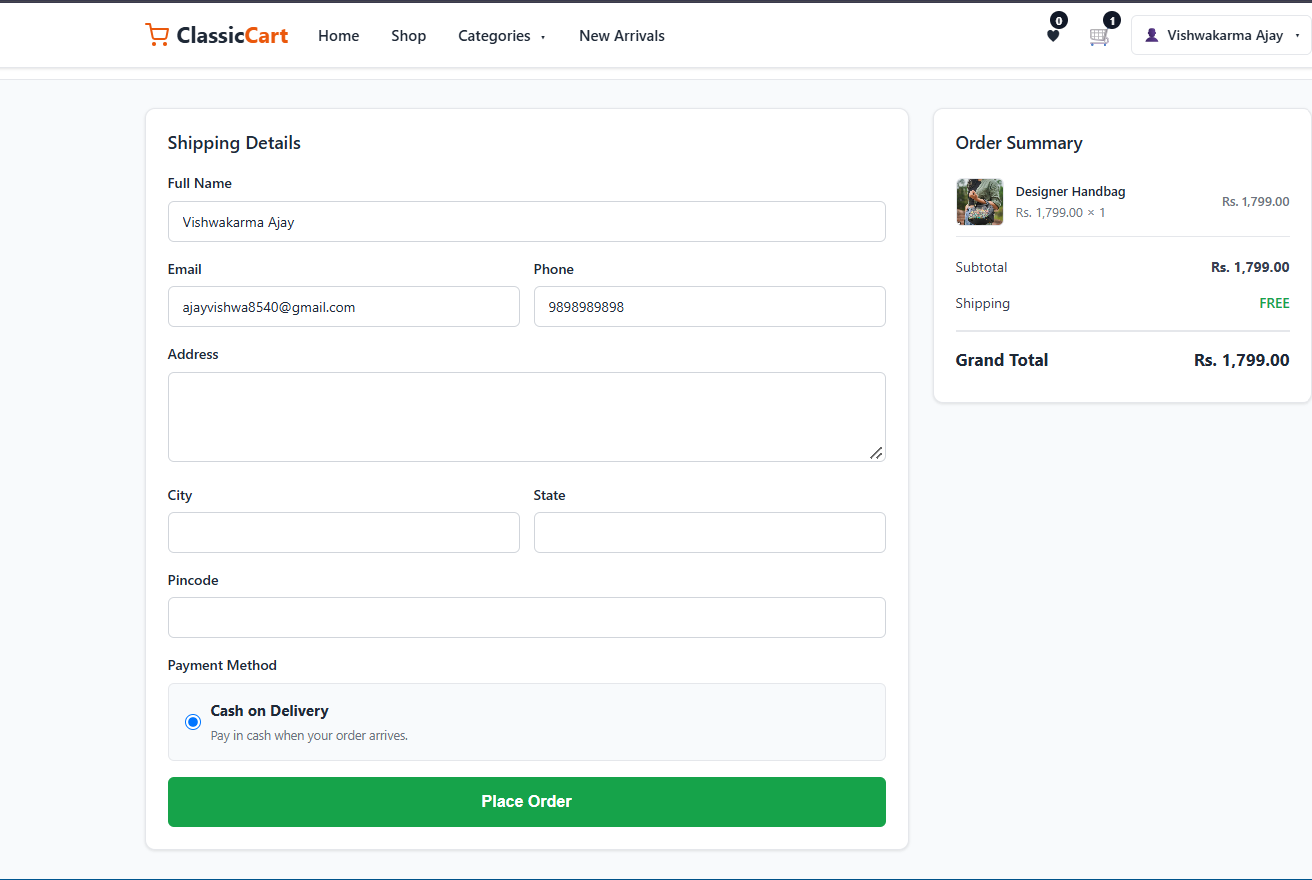 ClassicCart Home Shop Categories New Arrivals 0 1 Vishwakarma Ajay
Shipping Details
Full Name
Vishwakarma Ajay
Email Phone
ajayvishwa8540@gmail.com 9898989898
Address
City State
Pincode
Payment Method
Cash on Delivery
Pay in cash when your order arrives.
Place Order
Order Summary
Designer Handbag
Rs. 1,799.00 × 1 Rs. 1,799.00
Subtotal Rs. 1,799.00
Shipping FREE
Grand Total Rs. 1,799.00